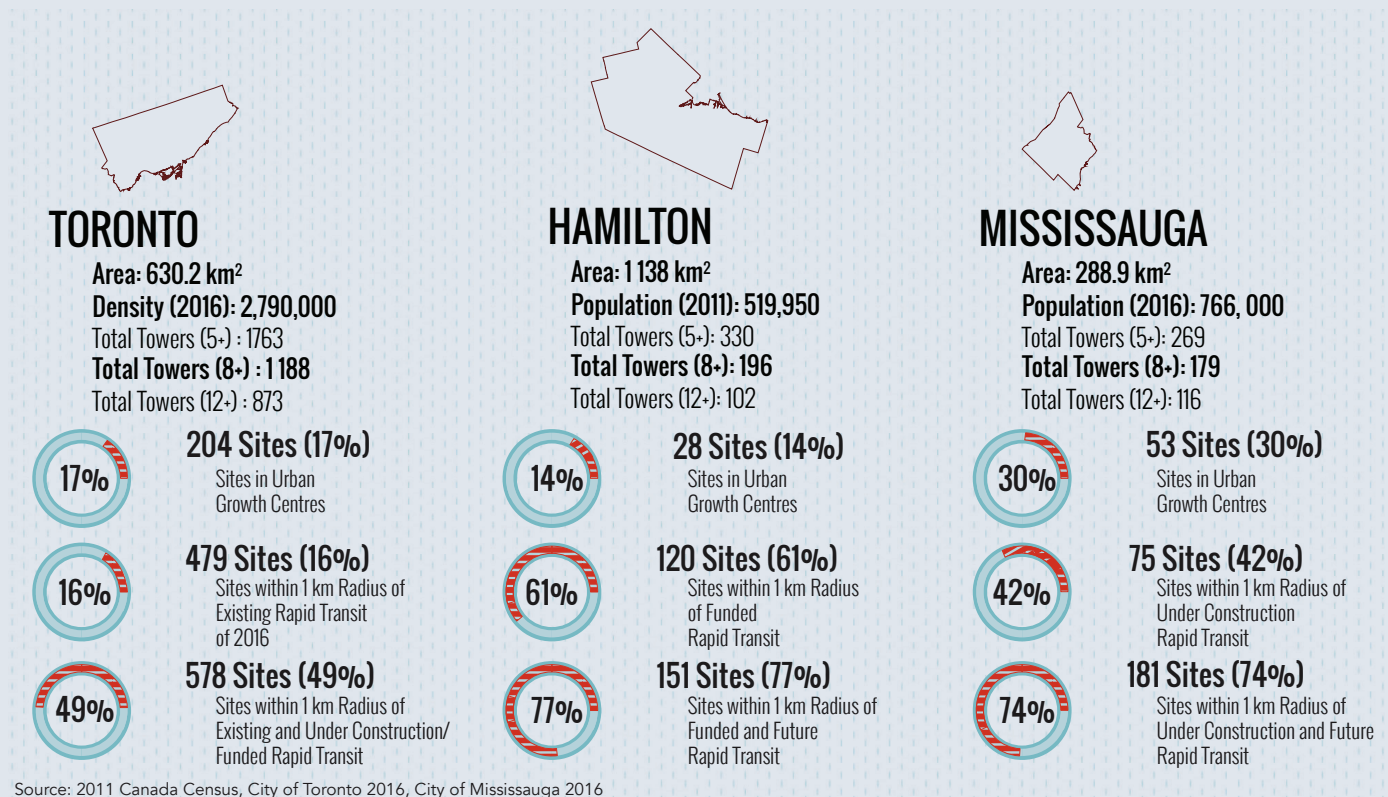 TORONTO
Area: 630.2 km²
Density (2016): 2,790,000
Total Towers (5+) : 1763
Total Towers (8+) : 1 188
Total Towers (12+) : 873
17%
204 Sites (17%)
Sites in Urban
Growth Centres
16%
479 Sites (16%)
Sites within 1 km Radius of
Existing Rapid Transit
of 2016
49%
578 Sites (49%)
Sites within 1 km Radius of
Existing and Under Construction/
Funded Rapid Transit
HAMILTON
Area: 1 138 km²
Population (2011): 519,950
Total Towers (5+): 330
Total Towers (8+): 196
Total Towers (12+): 102
14%
28 Sites (14%)
Sites in Urban
Growth Centres
61%
120 Sites (61%)
Sites within 1 km Radius
of Funded
Rapid Transit
77%
151 Sites (77%)
Sites within 1 km Radius of
Funded and Future
Rapid Transit
MISSISSAUGA
Area: 288.9 km²
Population (2016): 766, 000
Total Towers (5+): 269
Total Towers (8+): 179
Total Towers (12+): 116
30%
53 Sites (30%)
Sites in Urban
Growth Centres
42%
75 Sites (42%)
Sites within 1 km Radius of
Under Construction
Rapid Transit
74%
181 Sites (74%)
Sites within 1 km Radius of
Under Construction and Future
Rapid Transit
Source: 2011 Canada Census, City of Toronto 2016, City of Mississauga 2016